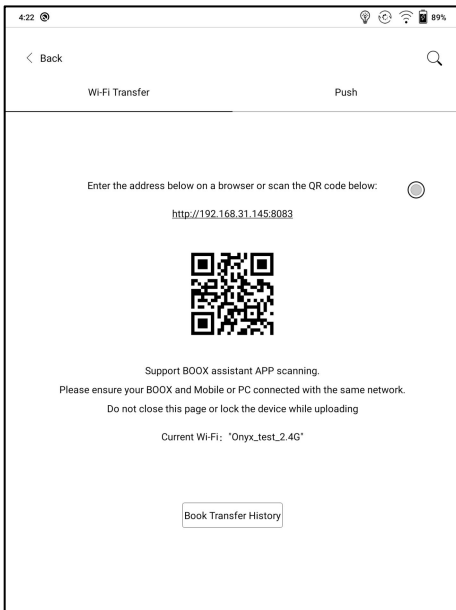 4:22
89%
Back
Wi-Fi Transfer
Push
Enter the address below on a browser or scan the QR code below:
http://192.168.31.145:8083
Support BOOX assistant APP scanning.
Please ensure your BOOX and Mobile or PC connected with the same network.
Do not close this page or lock the device while uploading
Current Wi-Fi："Onyx_test_2.4G"
Book Transfer History